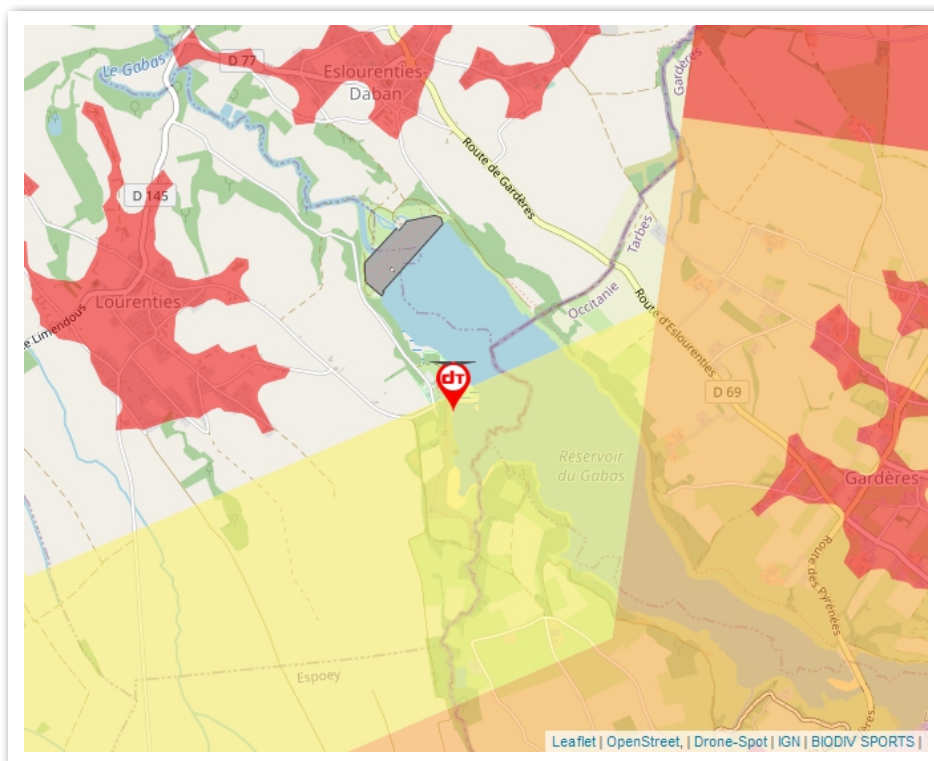 Le Gabas
D 77
Eslourenties-
Daban
Gardères
Route de Gardères
D 145
Tarbes
Lourenties
Occitanie
Route d'Eslourenties
e Limendous
dT
D 69
Réservoir
du Gabas
Gardères
Route des Pyrénées
Espoey
Leaflet | OpenStreet, | Drone-Spot | IGN | BIODIV SPORTS |